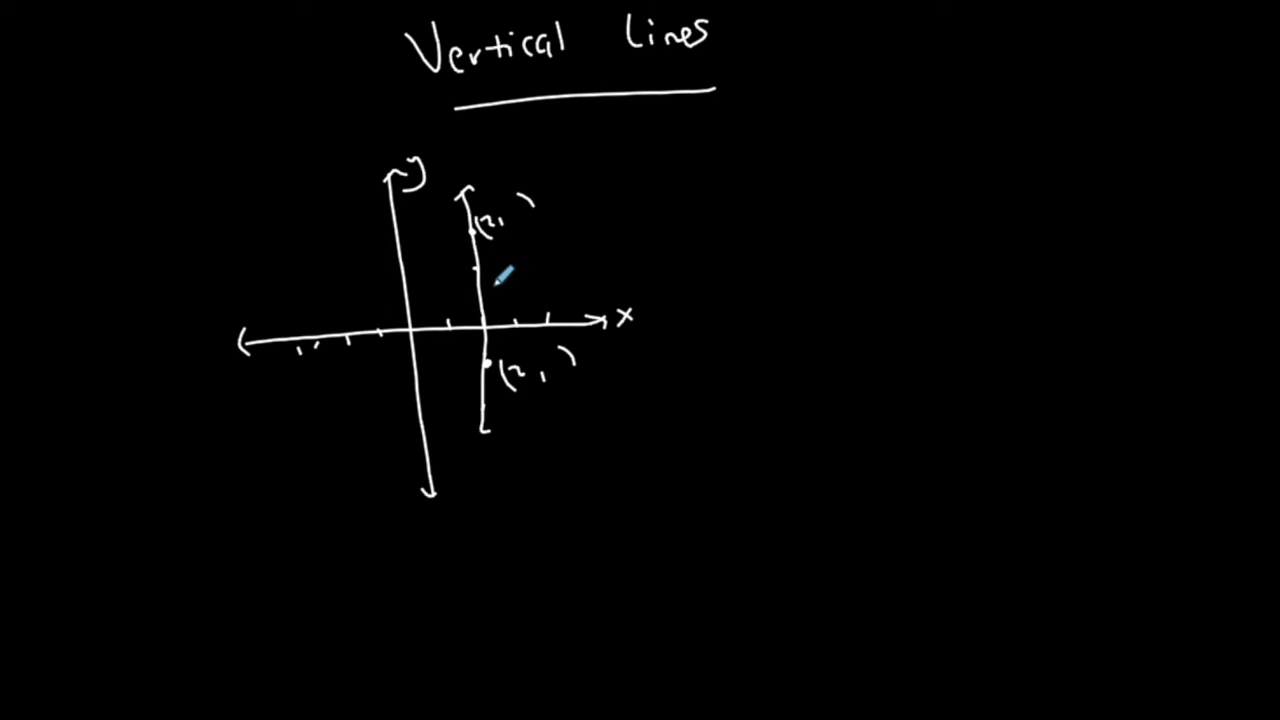 Vertical Lines
y
(2, )
x
(2, )